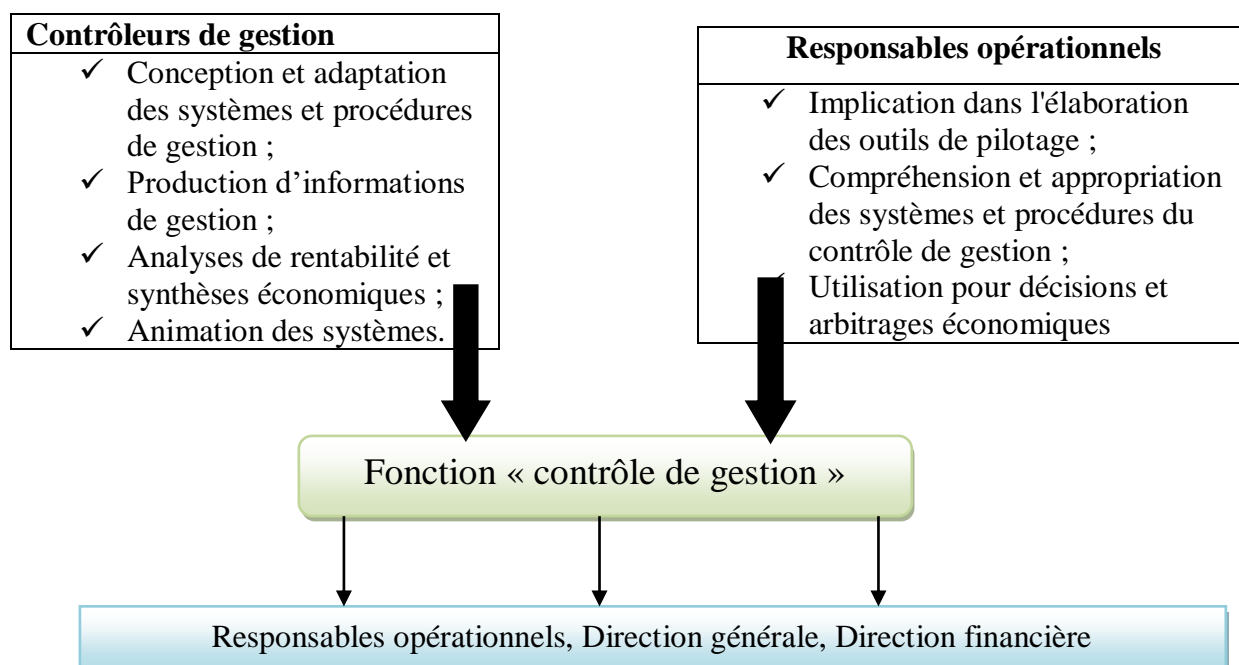 Contrôleurs de gestion
✓ Conception et adaptation
des systèmes et procédures
de gestion ;
✓ Production d’informations
de gestion ;
✓ Analyses de rentabilité et
synthèses économiques ;
✓ Animation des systèmes.
Responsables opérationnels
✓ Implication dans l'élaboration
des outils de pilotage ;
✓ Compréhension et appropriation
des systèmes et procédures du
contrôle de gestion ;
✓ Utilisation pour décisions et
arbitrages économiques
Fonction « contrôle de gestion »
Responsables opérationnels, Direction générale, Direction financière